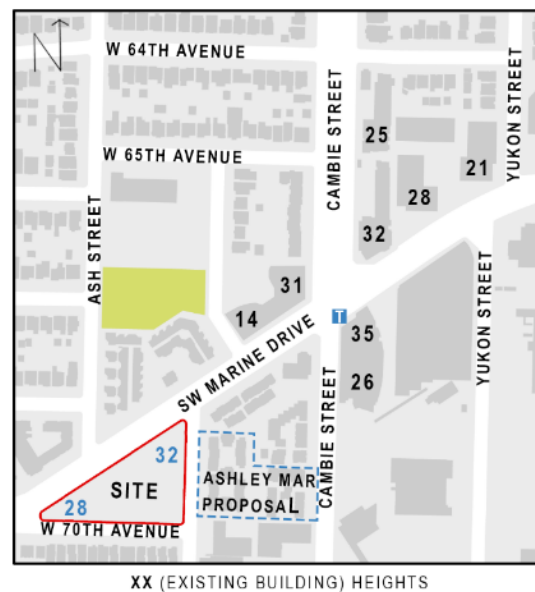 N
W 64TH AVENUE
CAMBIE STREET
YUKON STREET
25
W 65TH AVENUE
21
28
ASH STREET
32
31
14
SW MARINE DRIVE
T
35
YUKON STREET
26
CAMBIE STREET
32
SITE
28
ASHLEY MAR
PROPOSAL
W 70TH AVENUE
XX (EXISTING BUILDING) HEIGHTS